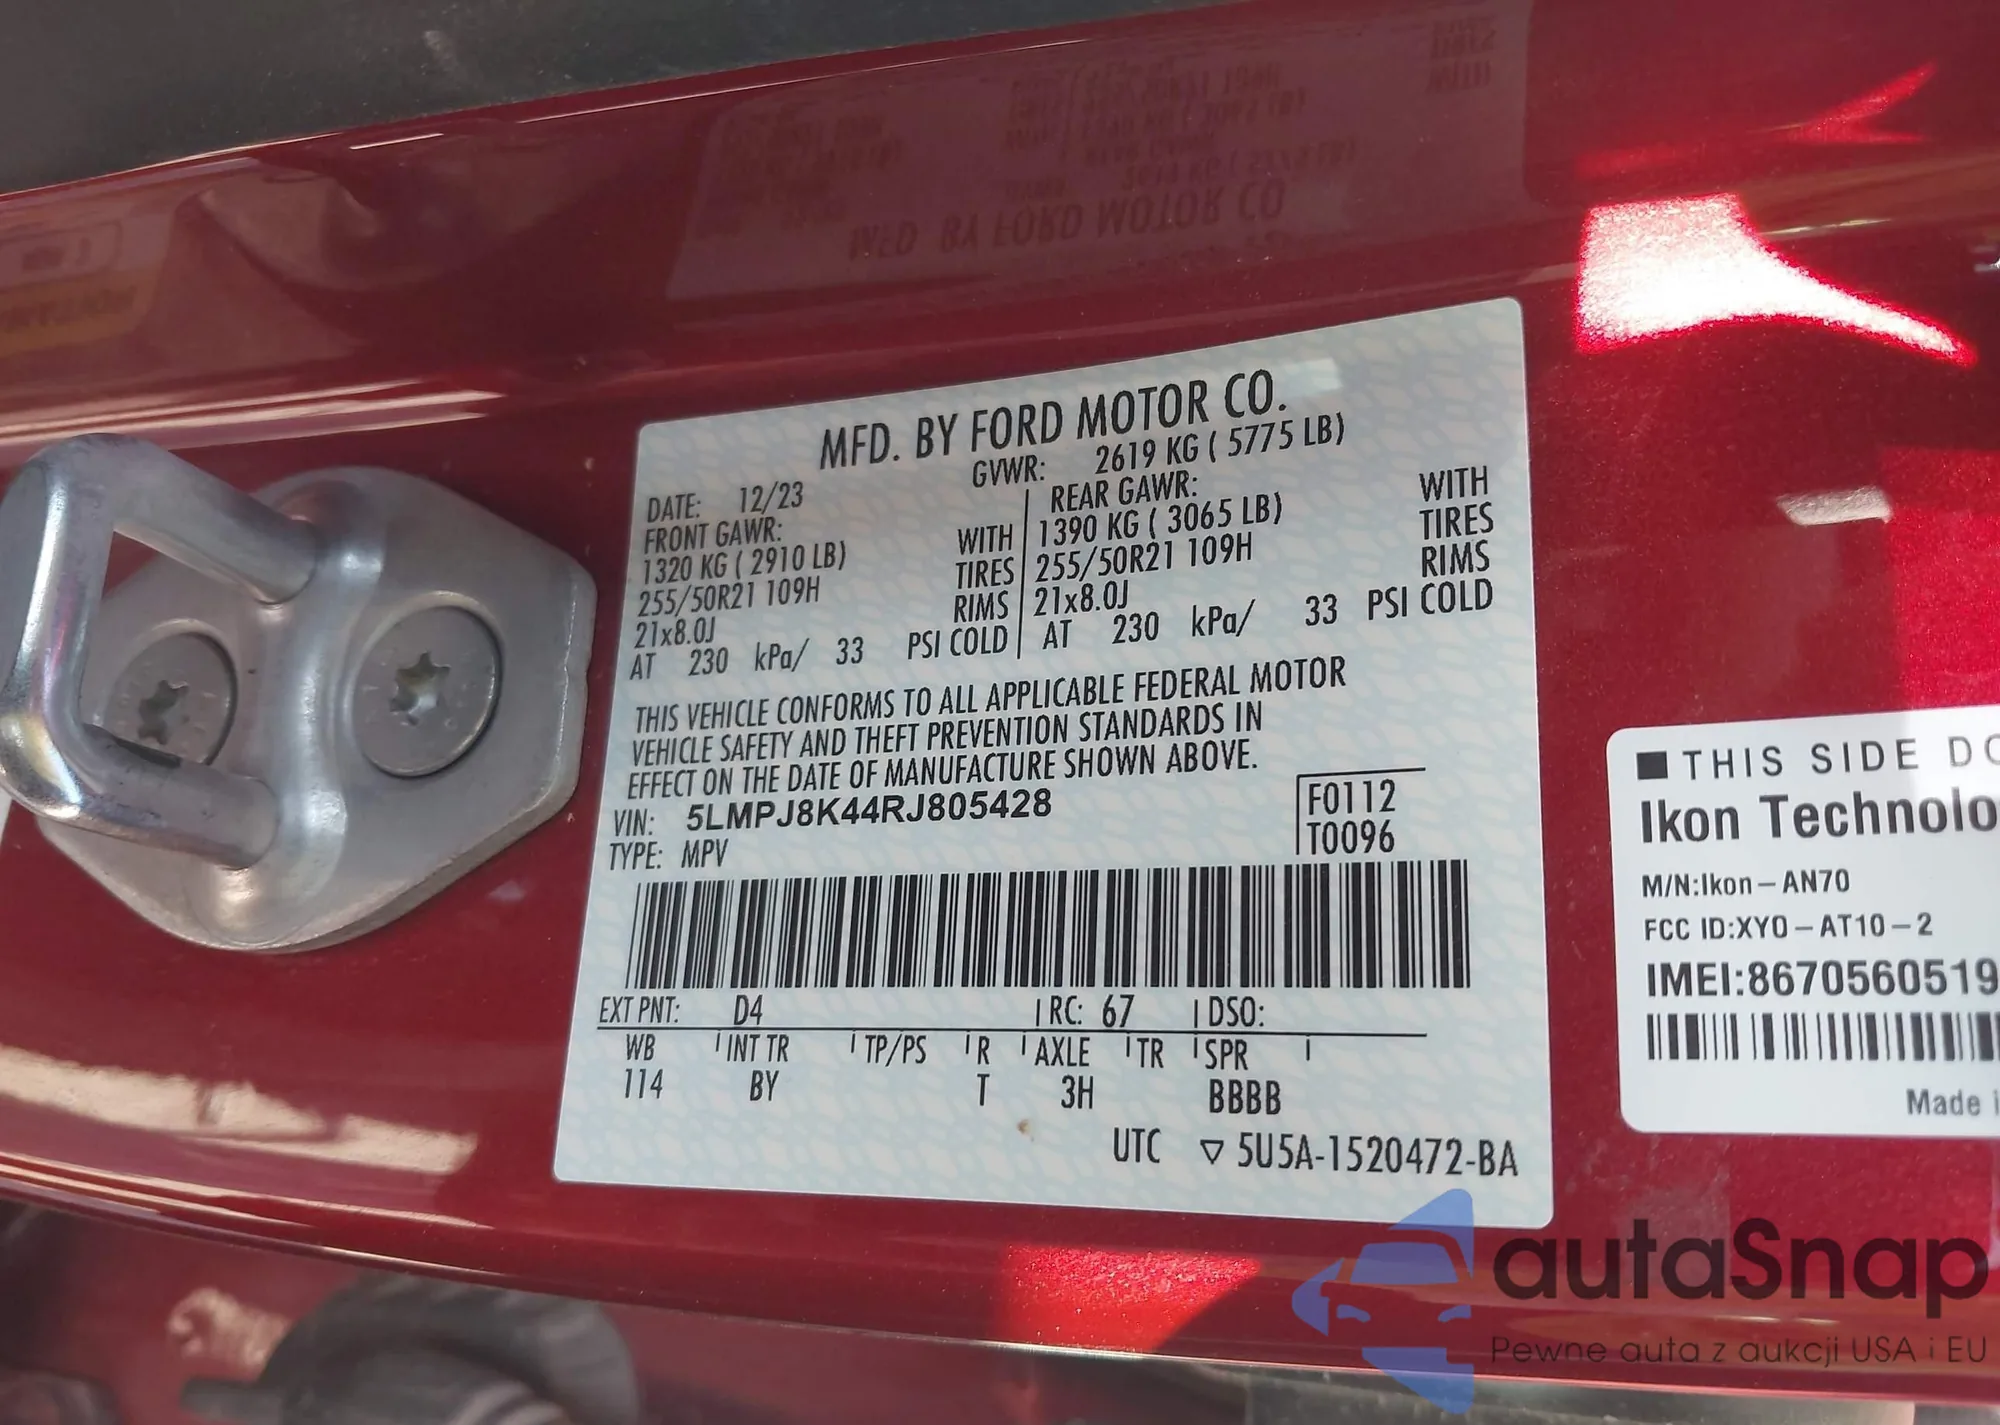 MFD. BY FORD MOTOR CO.
DATE: 12/23 GVWR: 2619 KG ( 5775 LB)
FRONT GAWR: REAR GAWR:
1320 KG ( 2910 LB) WITH 1390 KG ( 3065 LB) WITH
255/50R21 109H TIRES 255/50R21 109H TIRES
21x8.0J RIMS 21x8.0J RIMS
AT 230 kPa/ 33 PSI COLD AT 230 kPa/ 33 PSI COLD
THIS VEHICLE CONFORMS TO ALL APPLICABLE FEDERAL MOTOR
VEHICLE SAFETY AND THEFT PREVENTION STANDARDS IN
EFFECT ON THE DATE OF MANUFACTURE SHOWN ABOVE.
VIN: 5LMPJ8K44RJ805428
TYPE: MPV
F0112
T0096
EXT PNT: D4 RC: 67 DSO:
WB INT TR TP/PS R AXLE TR SPR
114 BY T 3H BBBB
UTC ▽ 5U5A-1520472-BA
■ THIS SIDE DO
Ikon Technolo
M/N:Ikon-AN70
FCC ID:XYO-AT10-2
IMEI:8670560519
Made i
autaSnap
Pewne auta z aukcji USA i EU